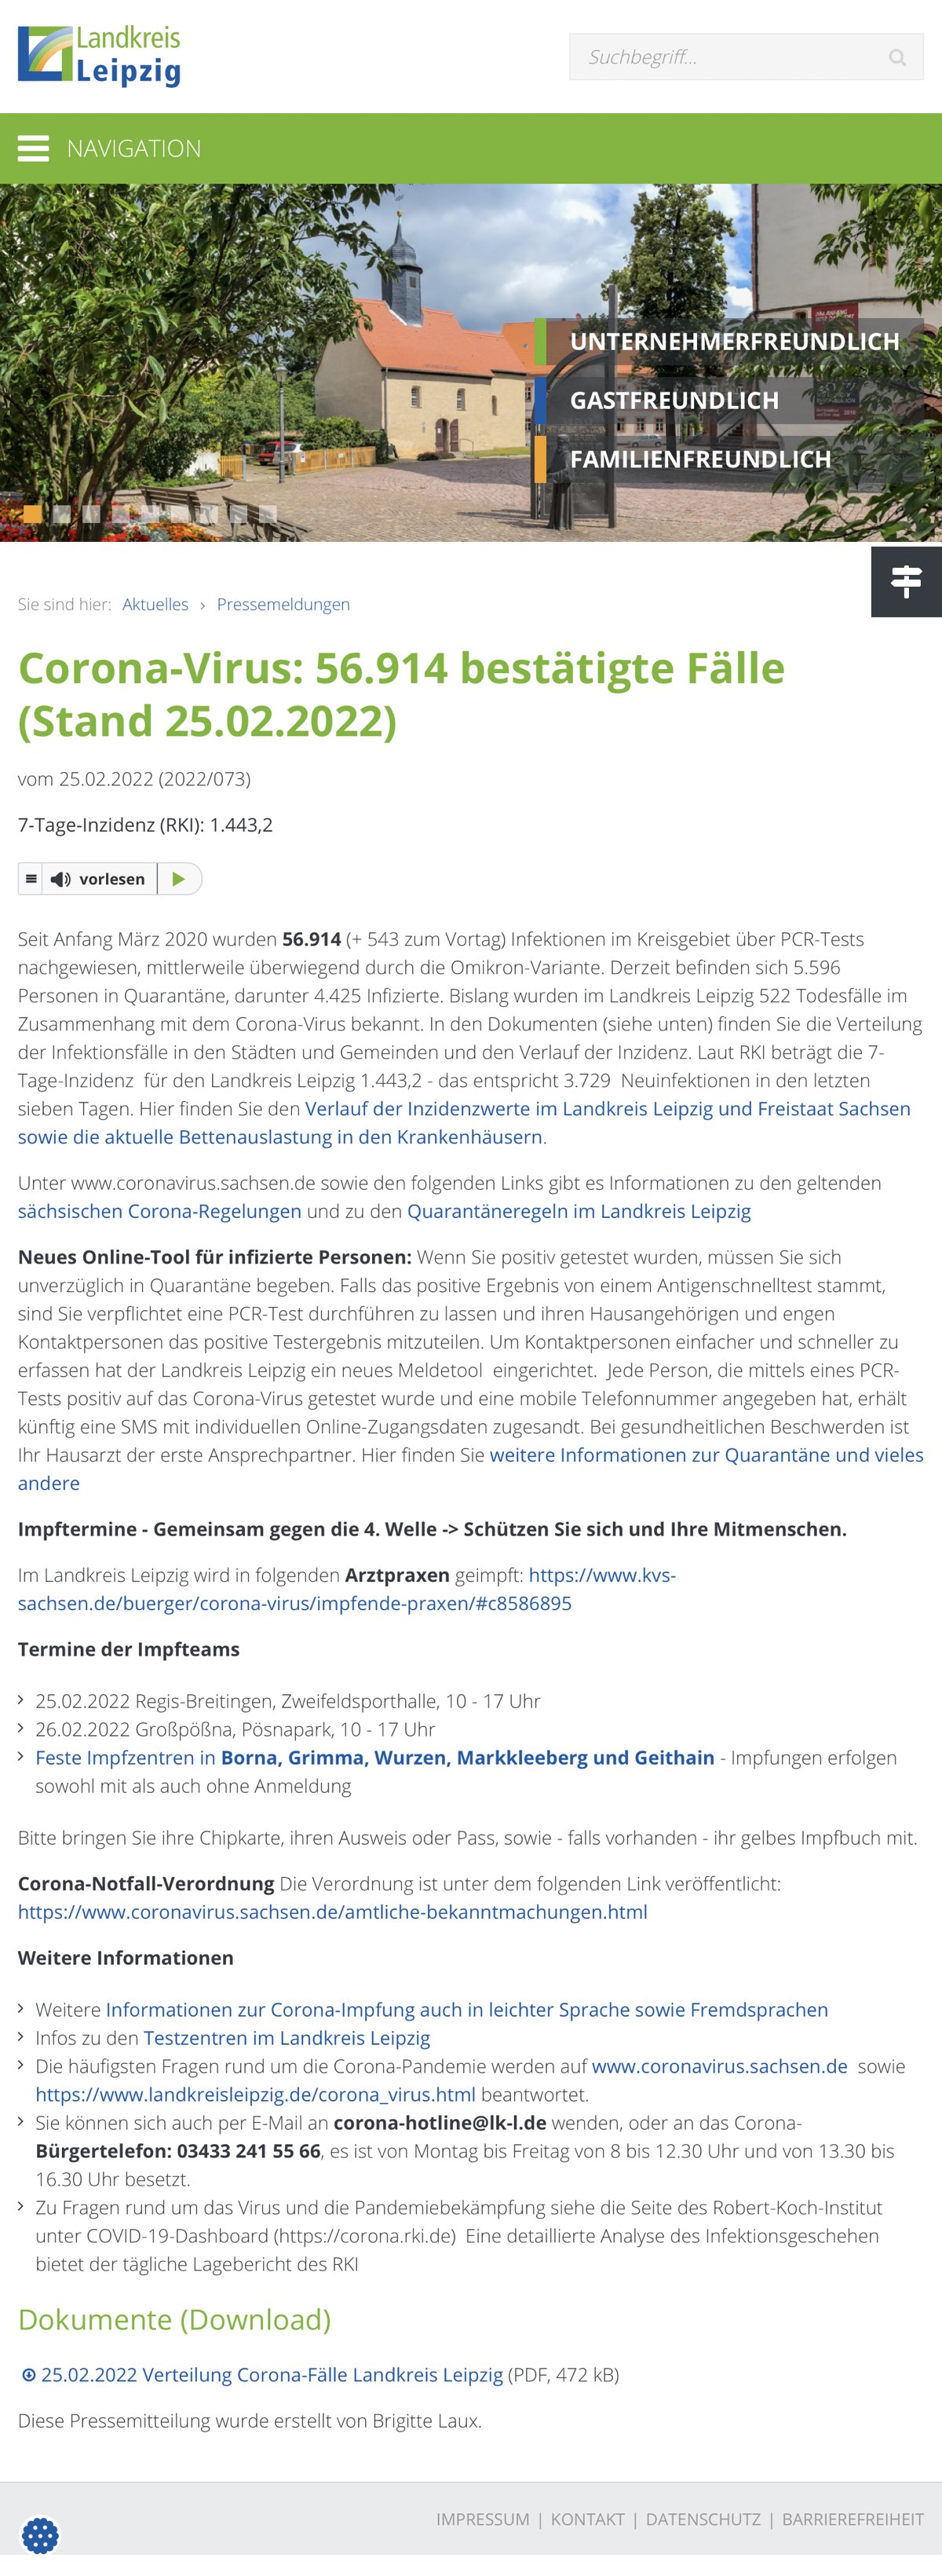 Landkreis
Leipzig
Suchbegriff...
NAVIGATION
UNTERNEHMERFREUNDLICH
GASTFREUNDLICH
FAMILIENFREUNDLICH
Sie sind hier: Aktuelles › Pressemeldungen
Corona-Virus: 56.914 bestätigte Fälle
(Stand 25.02.2022)
vom 25.02.2022 (2022/073)
7-Tage-Inzidenz (RKI): 1.443,2
vorlesen
Seit Anfang März 2020 wurden 56.914 (+ 543 zum Vortag) Infektionen im Kreisgebiet über PCR-Tests
nachgewiesen, mittlerweile überwiegend durch die Omikron-Variante. Derzeit befinden sich 5.596
Personen in Quarantäne, darunter 4.425 Infizierte. Bislang wurden im Landkreis Leipzig 522 Todesfälle im
Zusammenhang mit dem Corona-Virus bekannt. In den Dokumenten (siehe unten) finden Sie die Verteilung
der Infektionsfälle in den Städten und Gemeinden und den Verlauf der Inzidenz. Laut RKI beträgt die 7-
Tage-Inzidenz  für den Landkreis Leipzig 1.443,2 - das entspricht 3.729  Neuinfektionen in den letzten
sieben Tagen. Hier finden Sie den Verlauf der Inzidenzwerte im Landkreis Leipzig und Freistaat Sachsen
sowie die aktuelle Bettenauslastung in den Krankenhäusern.
Unter www.coronavirus.sachsen.de sowie den folgenden Links gibt es Informationen zu den geltenden
sächsischen Corona-Regelungen und zu den Quarantäneregeln im Landkreis Leipzig
Neues Online-Tool für infizierte Personen: Wenn Sie positiv getestet wurden, müssen Sie sich
unverzüglich in Quarantäne begeben. Falls das positive Ergebnis von einem Antigenschnelltest stammt,
sind Sie verpflichtet eine PCR-Test durchführen zu lassen und ihren Hausangehörigen und engen
Kontaktpersonen das positive Testergebnis mitzuteilen. Um Kontaktpersonen einfacher und schneller zu
erfassen hat der Landkreis Leipzig ein neues Meldetool  eingerichtet.  Jede Person, die mittels eines PCR-
Tests positiv auf das Corona-Virus getestet wurde und eine mobile Telefonnummer angegeben hat, erhält
künftig eine SMS mit individuellen Online-Zugangsdaten zugesandt. Bei gesundheitlichen Beschwerden ist
Ihr Hausarzt der erste Ansprechpartner. Hier finden Sie weitere Informationen zur Quarantäne und vieles
andere
Impftermine - Gemeinsam gegen die 4. Welle -> Schützen Sie sich und Ihre Mitmenschen.
Im Landkreis Leipzig wird in folgenden Arztpraxen geimpft: https://www.kvs-
sachsen.de/buerger/corona-virus/impfende-praxen/#c8586895
Termine der Impfteams
› 25.02.2022 Regis-Breitingen, Zweifeldsporthalle, 10 - 17 Uhr
› 26.02.2022 Großpößna, Pösnapark, 10 - 17 Uhr
› Feste Impfzentren in Borna, Grimma, Wurzen, Markkleeberg und Geithain - Impfungen erfolgen
sowohl mit als auch ohne Anmeldung
Bitte bringen Sie ihre Chipkarte, ihren Ausweis oder Pass, sowie - falls vorhanden - ihr gelbes Impfbuch mit.
Corona-Notfall-Verordnung Die Verordnung ist unter dem folgenden Link veröffentlicht:
https://www.coronavirus.sachsen.de/amtliche-bekanntmachungen.html
Weitere Informationen
› Weitere Informationen zur Corona-Impfung auch in leichter Sprache sowie Fremdsprachen
› Infos zu den Testzentren im Landkreis Leipzig
› Die häufigsten Fragen rund um die Corona-Pandemie werden auf www.coronavirus.sachsen.de  sowie
https://www.landkreisleipzig.de/corona_virus.html beantwortet.
› Sie können sich auch per E-Mail an corona-hotline@lk-l.de wenden, oder an das Corona-
Bürgertelefon: 03433 241 55 66, es ist von Montag bis Freitag von 8 bis 12.30 Uhr und von 13.30 bis
16.30 Uhr besetzt.
› Zu Fragen rund um das Virus und die Pandemiebekämpfung siehe die Seite des Robert-Koch-Institut
unter COVID-19-Dashboard (https://corona.rki.de)  Eine detaillierte Analyse des Infektionsgeschehen
bietet der tägliche Lagebericht des RKI
Dokumente (Download)
25.02.2022 Verteilung Corona-Fälle Landkreis Leipzig (PDF, 472 kB)
Diese Pressemitteilung wurde erstellt von Brigitte Laux.
IMPRESSUM | KONTAKT | DATENSCHUTZ | BARRIEREFREIHEIT